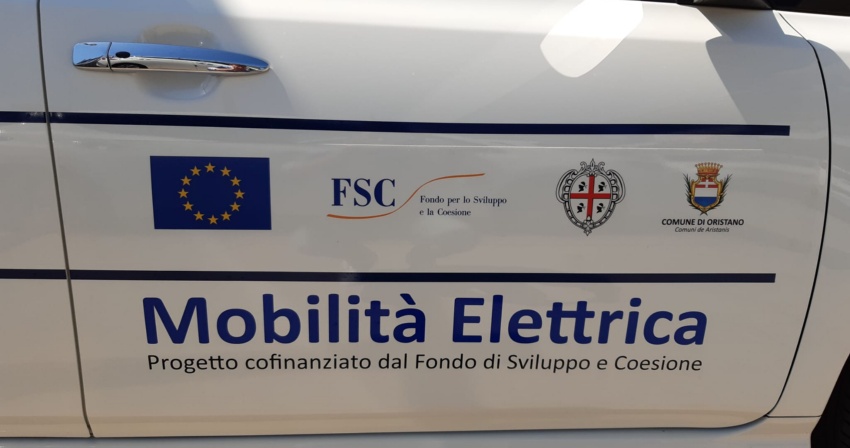 FSC
Fondo per lo Sviluppo
e la Coesione
COMUNE DI ORISTANO
Comuni de Aristanis
Mobilità Elettrica
Progetto cofinanziato dal Fondo di Sviluppo e Coesione